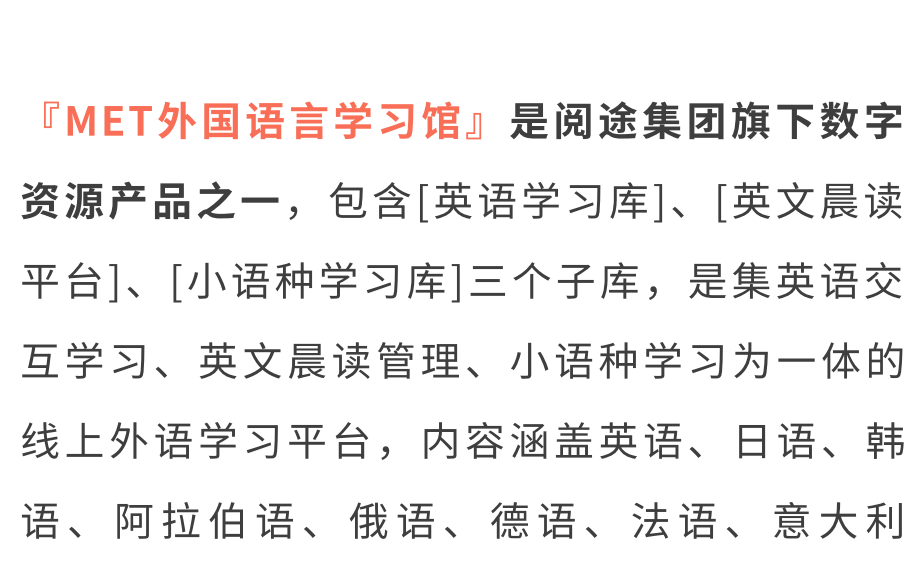 『MET外国语言学习馆』是阅途集团旗下数字
资源产品之一，包含[英语学习库]、[英文晨读
平台]、[小语种学习库]三个子库，是集英语交
互学习、英文晨读管理、小语种学习为一体的
线上外语学习平台，内容涵盖英语、日语、韩
语、阿拉伯语、俄语、德语、法语、意大利